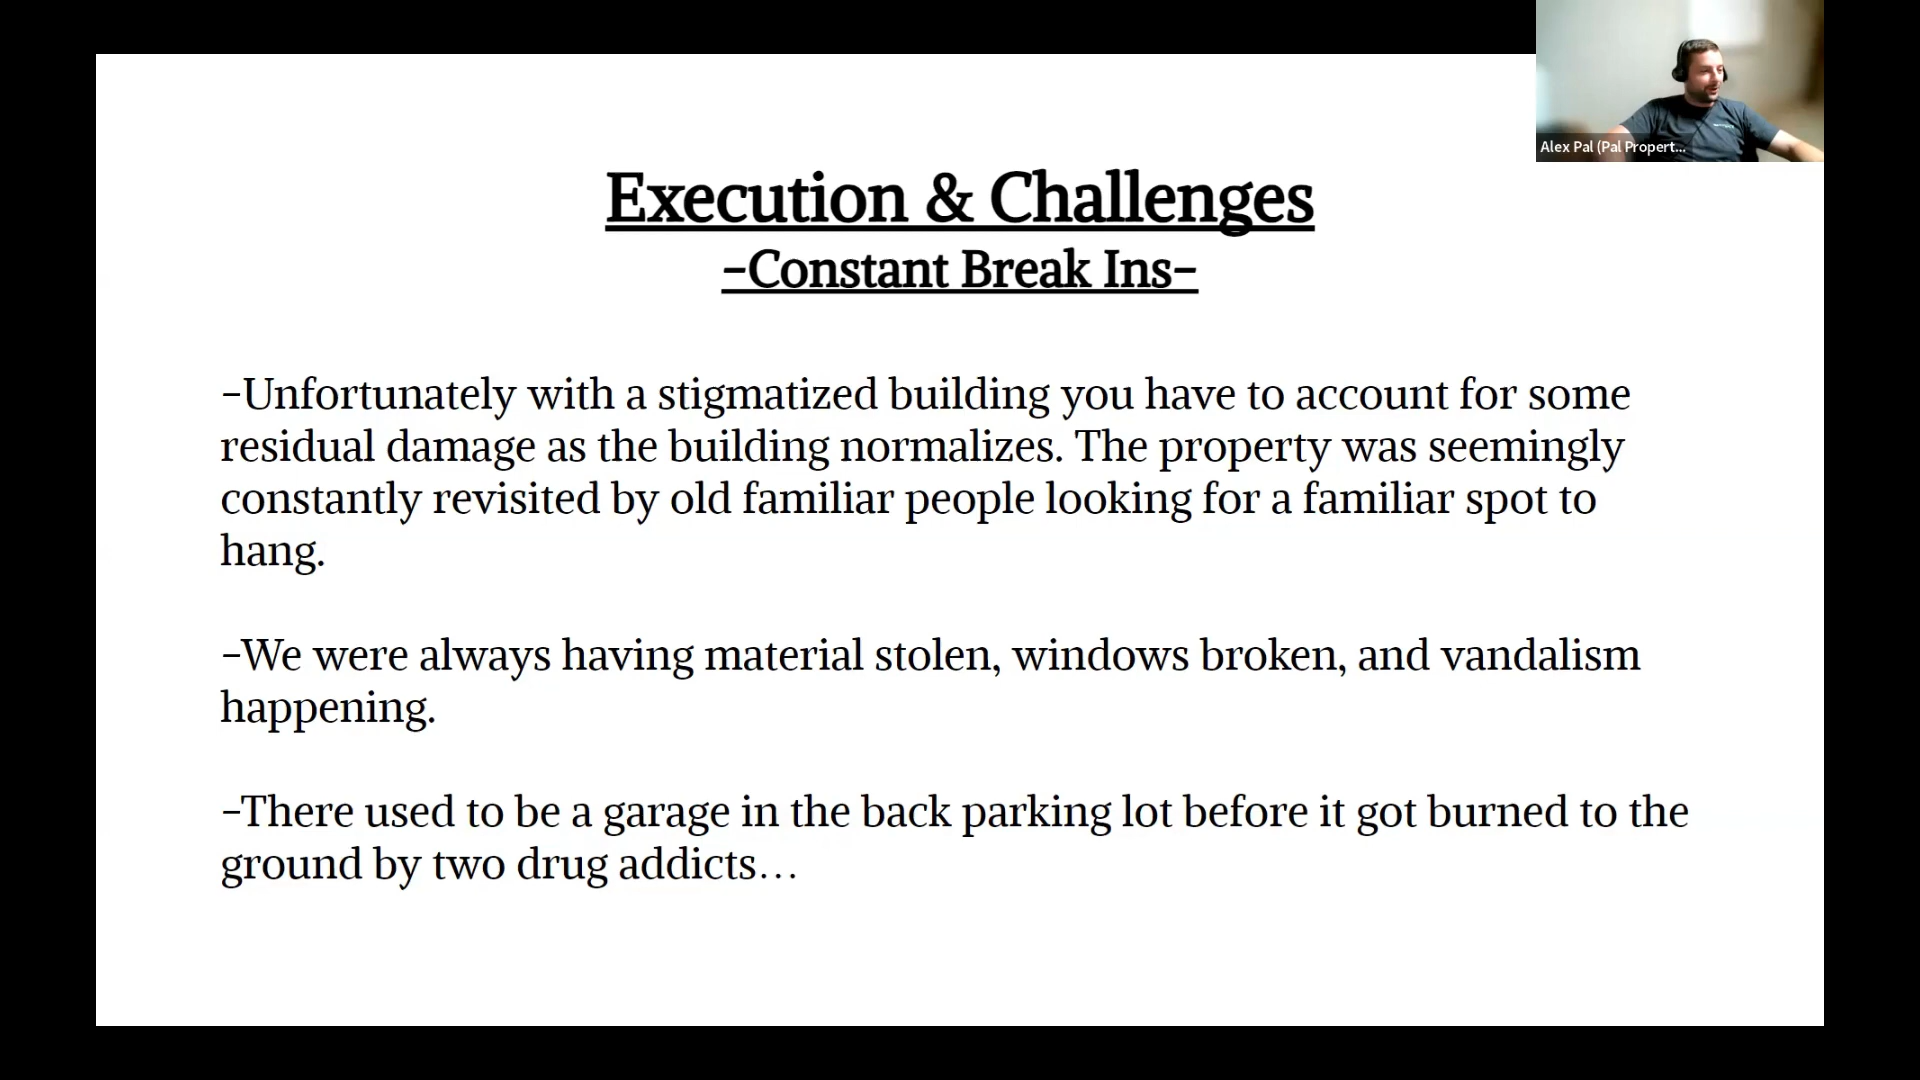 Alex Pal (Pal Propert...
Execution & Challenges
-Constant Break Ins-
-Unfortunately with a stigmatized building you have to account for some
residual damage as the building normalizes. The property was seemingly
constantly revisited by old familiar people looking for a familiar spot to
hang.
-We were always having material stolen, windows broken, and vandalism
happening.
-There used to be a garage in the back parking lot before it got burned to the
ground by two drug addicts…